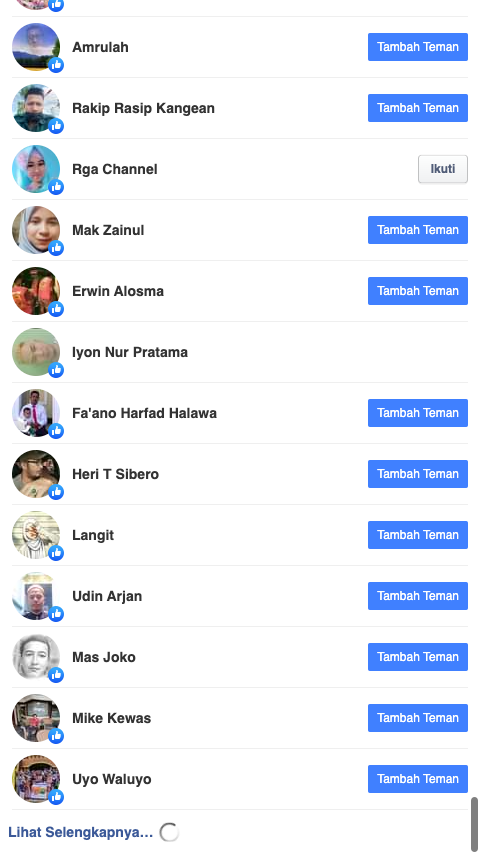 Amrulah
Tambah Teman
Rakip Rasip Kangean
Tambah Teman
Rga Channel
Ikuti
Mak Zainul
Tambah Teman
Erwin Alosma
Tambah Teman
Iyon Nur Pratama
Fa'ano Harfad Halawa
Tambah Teman
Heri T Sibero
Tambah Teman
Langit
Tambah Teman
Udin Arjan
Tambah Teman
Mas Joko
Tambah Teman
Mike Kewas
Tambah Teman
Uyo Waluyo
Tambah Teman
Lihat Selengkapnya...